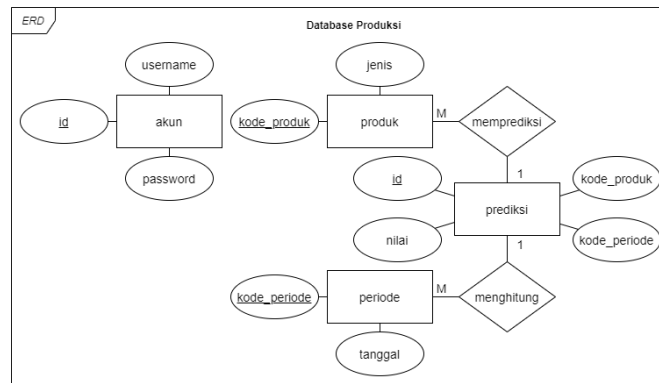 ERD
Database Produksi
username
jenis
id
akun
kode_produk
produk
M
memprediksi
password
1
id
kode_produk
prediksi
nilai
kode_periode
1
kode_periode
periode
M
menghitung
tanggal